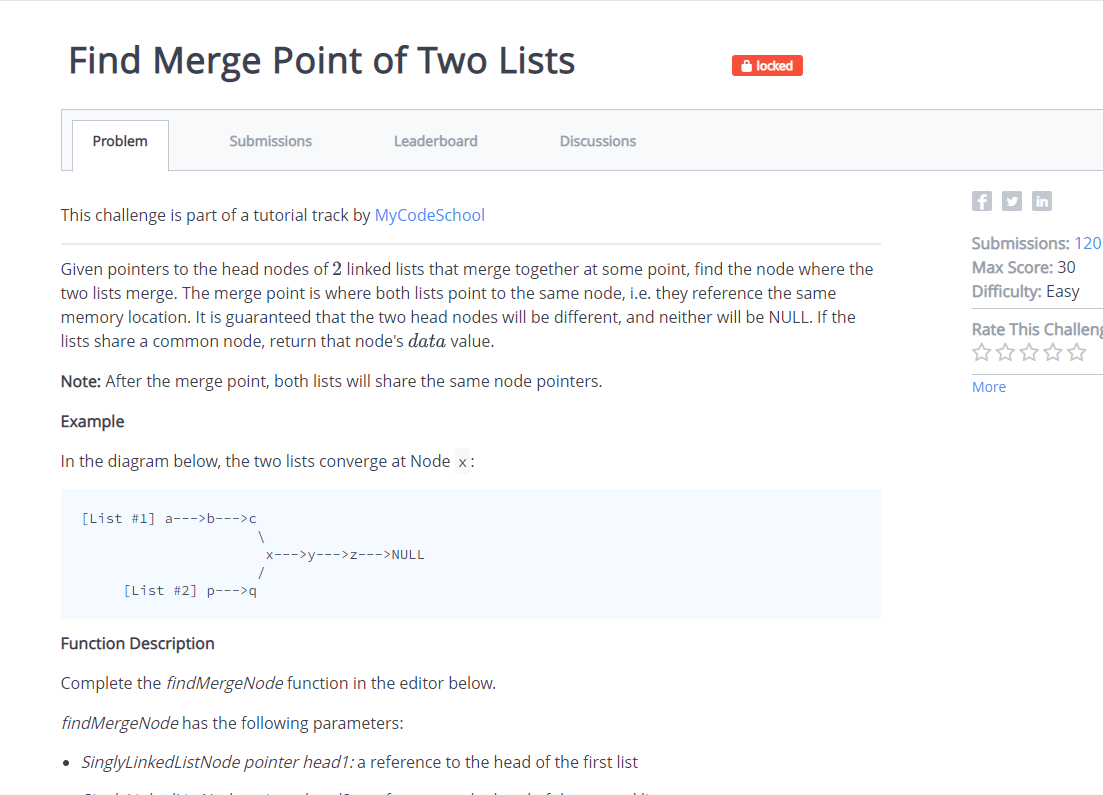 Find Merge Point of Two Lists
locked
Problem Submissions Leaderboard Discussions
This challenge is part of a tutorial track by MyCodeSchool
Given pointers to the head nodes of 2 linked lists that merge together at some point, find the node where the
two lists merge. The merge point is where both lists point to the same node, i.e. they reference the same
memory location. It is guaranteed that the two head nodes will be different, and neither will be NULL. If the
lists share a common node, return that node's data value.
Note: After the merge point, both lists will share the same node pointers.
Example
In the diagram below, the two lists converge at Node x:
[List #1] a--->b--->c
\
x--->y--->z--->NULL
/
[List #2] p--->q
Function Description
Complete the findMergeNode function in the editor below.
findMergeNode has the following parameters:
• SinglyLinkedListNode pointer head1: a reference to the head of the first list
f
in
Submissions: 120
Max Score: 30
Difficulty: Easy
Rate This Challeng
More